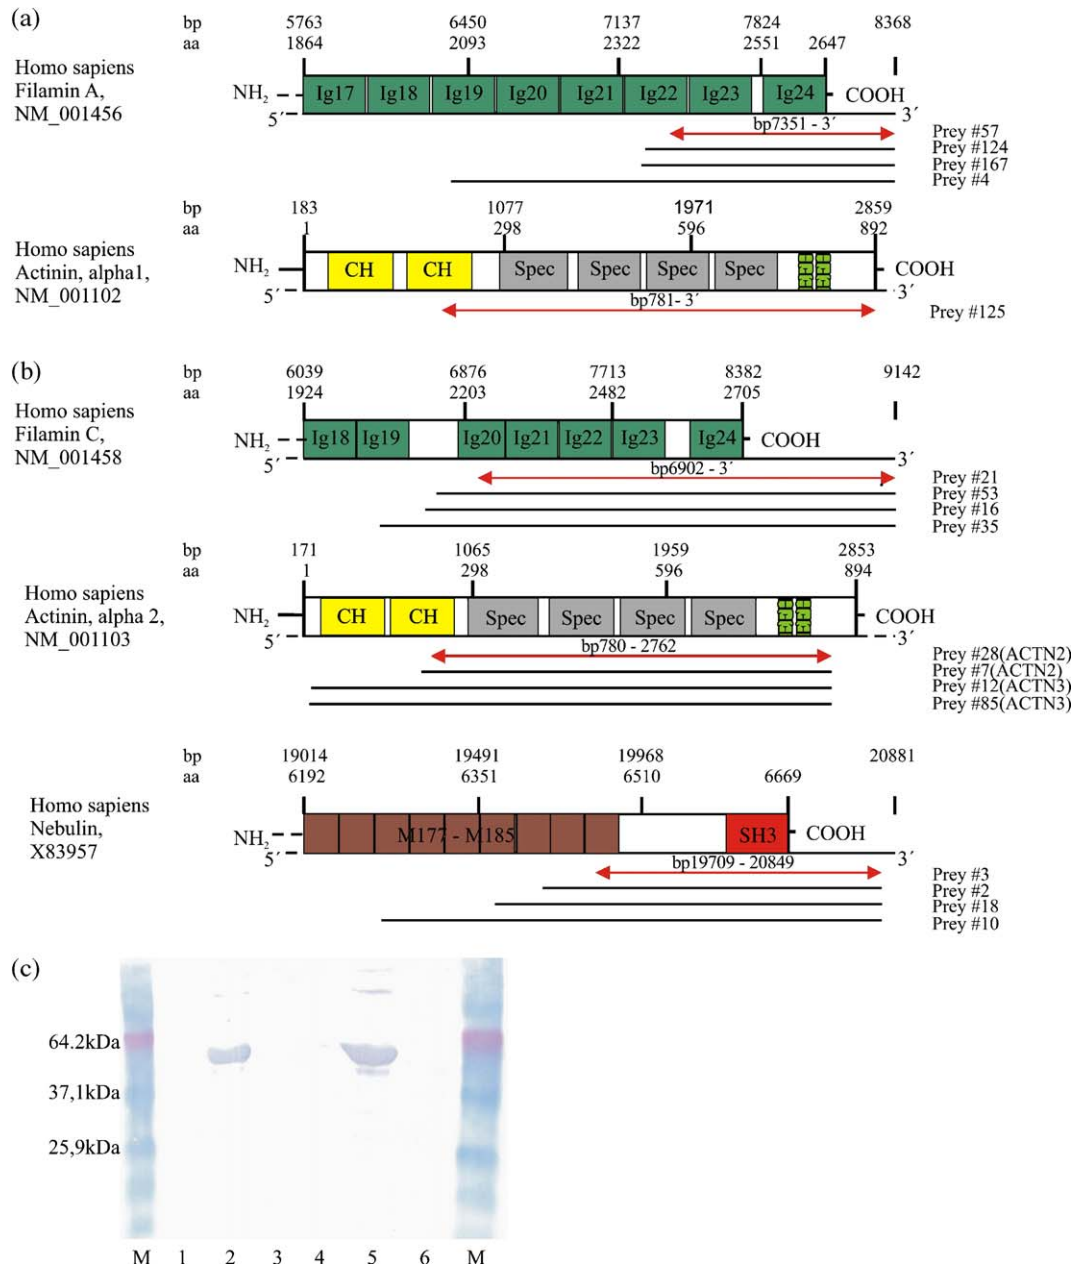 (a)
bp 5763 6450 7137 7824 8368
aa 1864 2093 2322 2551 2647
Homo sapiens
Filamin A,
NM_001456
NH2 Ig17 Ig18 Ig19 Ig20 Ig21 Ig22 Ig23 Ig24 COOH
5´ 3´
bp7351 - 3´
Prey #57
Prey #124
Prey #167
Prey #4
bp 183 1077 1971 2859
aa 1 298 596 892
Homo sapiens
Actinin, alpha1,
NM_001102
NH2 CH CH Spec Spec Spec Spec COOH
5´ 3´
bp781- 3´
Prey #125
(b)
bp 6039 6876 7713 8382 9142
aa 1924 2203 2482 2705
Homo sapiens
Filamin C,
NM_001458
NH2 Ig18 Ig19 Ig20 Ig21 Ig22 Ig23 Ig24 COOH
5´ 3´
bp6902 - 3´
Prey #21
Prey #53
Prey #16
Prey #35
bp 171 1065 1959 2853
aa 1 298 596 894
Homo sapiens
Actinin, alpha 2,
NM_001103
NH2 CH CH Spec Spec Spec Spec COOH
5´ 3´
bp780 - 2762
Prey #28(ACTN2)
Prey #7(ACTN2)
Prey #12(ACTN3)
Prey #85(ACTN3)
bp 19014 19491 19968 20881
aa 6192 6351 6510 6669
Homo sapiens
Nebulin,
X83957
NH2 M177 - M185 SH3 COOH
5´ 3´
bp19709 - 20849
Prey #3
Prey #2
Prey #18
Prey #10
(c)
64.2kDa
37,1kDa
25,9kDa
M 1 2 3 4 5 6 M